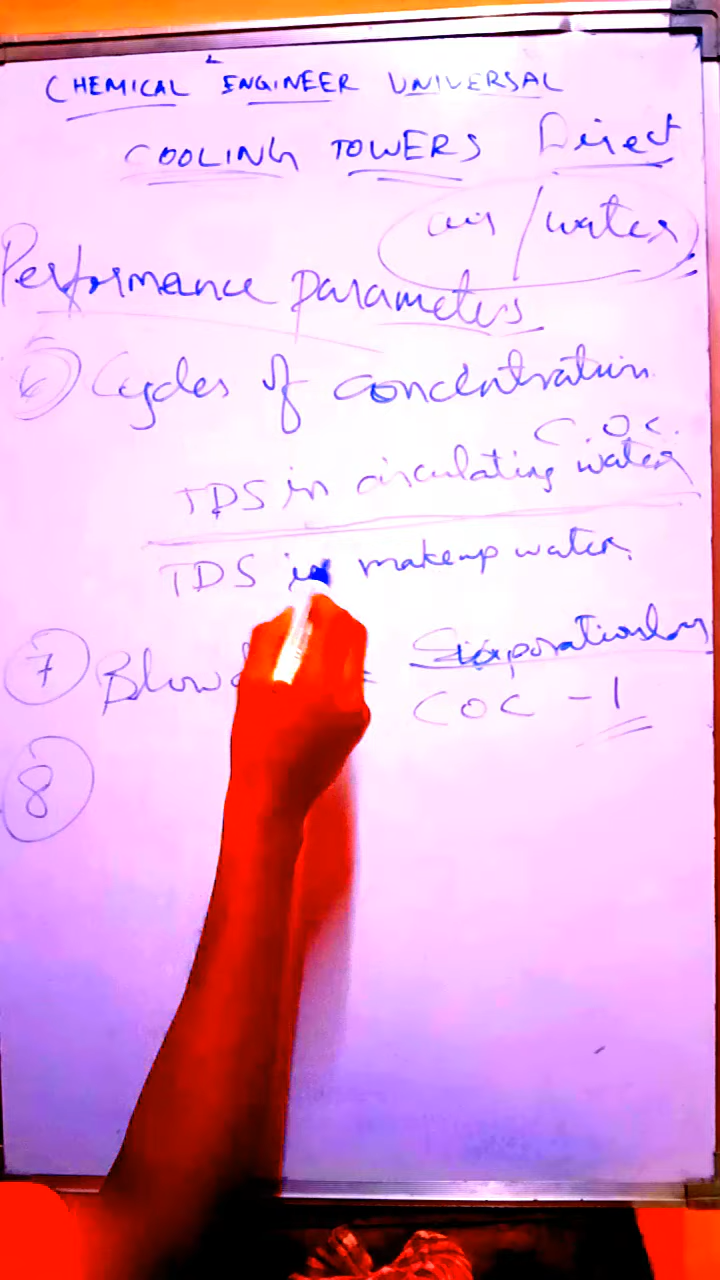 CHEMICAL ENGINEER UNIVERSAL
COOLING TOWERS Direct
air / water
Performance parameters
6 Cycles of concentration
C.O.C.
TDS in circulating water
TDS in makeup water
7 Blow = Evaporation loss
COC - 1
8